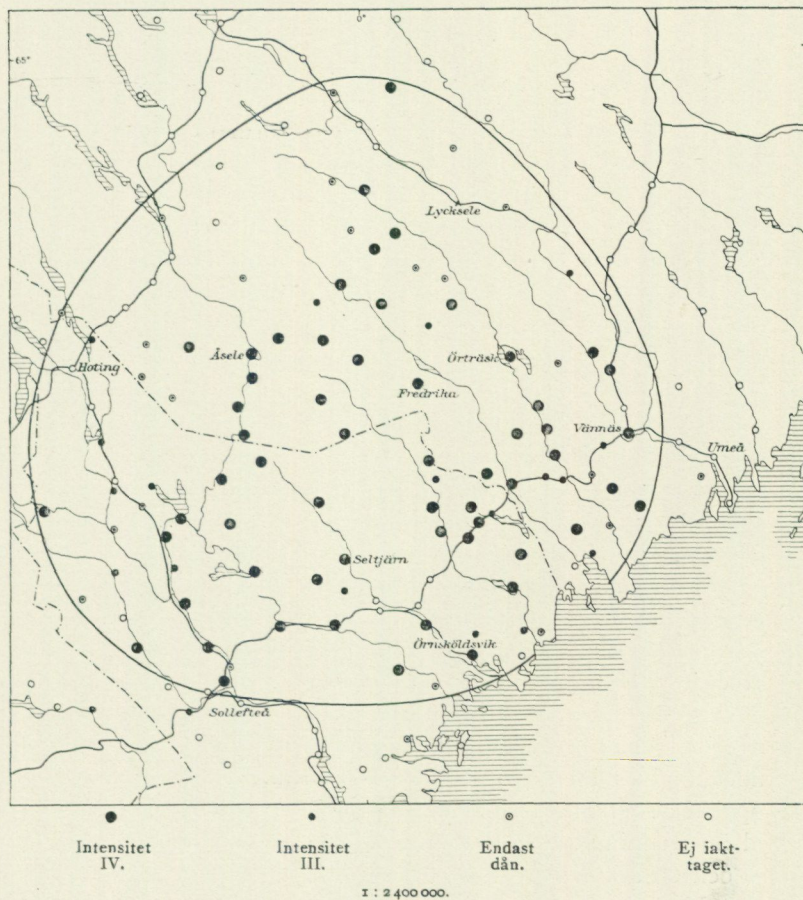 0°
65°
Lycksele
Åsele
Örträsk
Hoting
Fredrika
Vännäs
Umeå
Seltjärn
Örnsköldsvik
Sollefteå
Intensitet Intensitet Endast Ej iakt-
IV. III. dån. taget.
1 : 2 400 000.